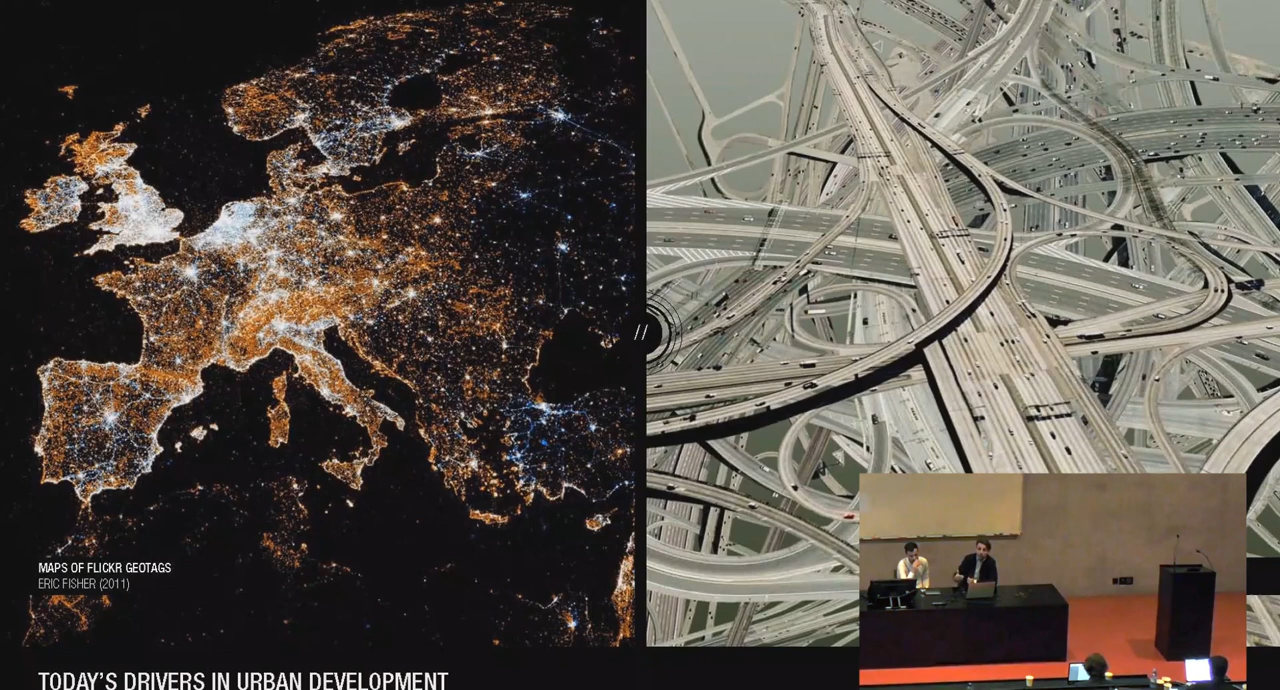 //
MAPS OF FLICKR GEOTAGS
ERIC FISHER (2011)
TODAY'S DRIVERS IN URBAN DEVELOPMENT